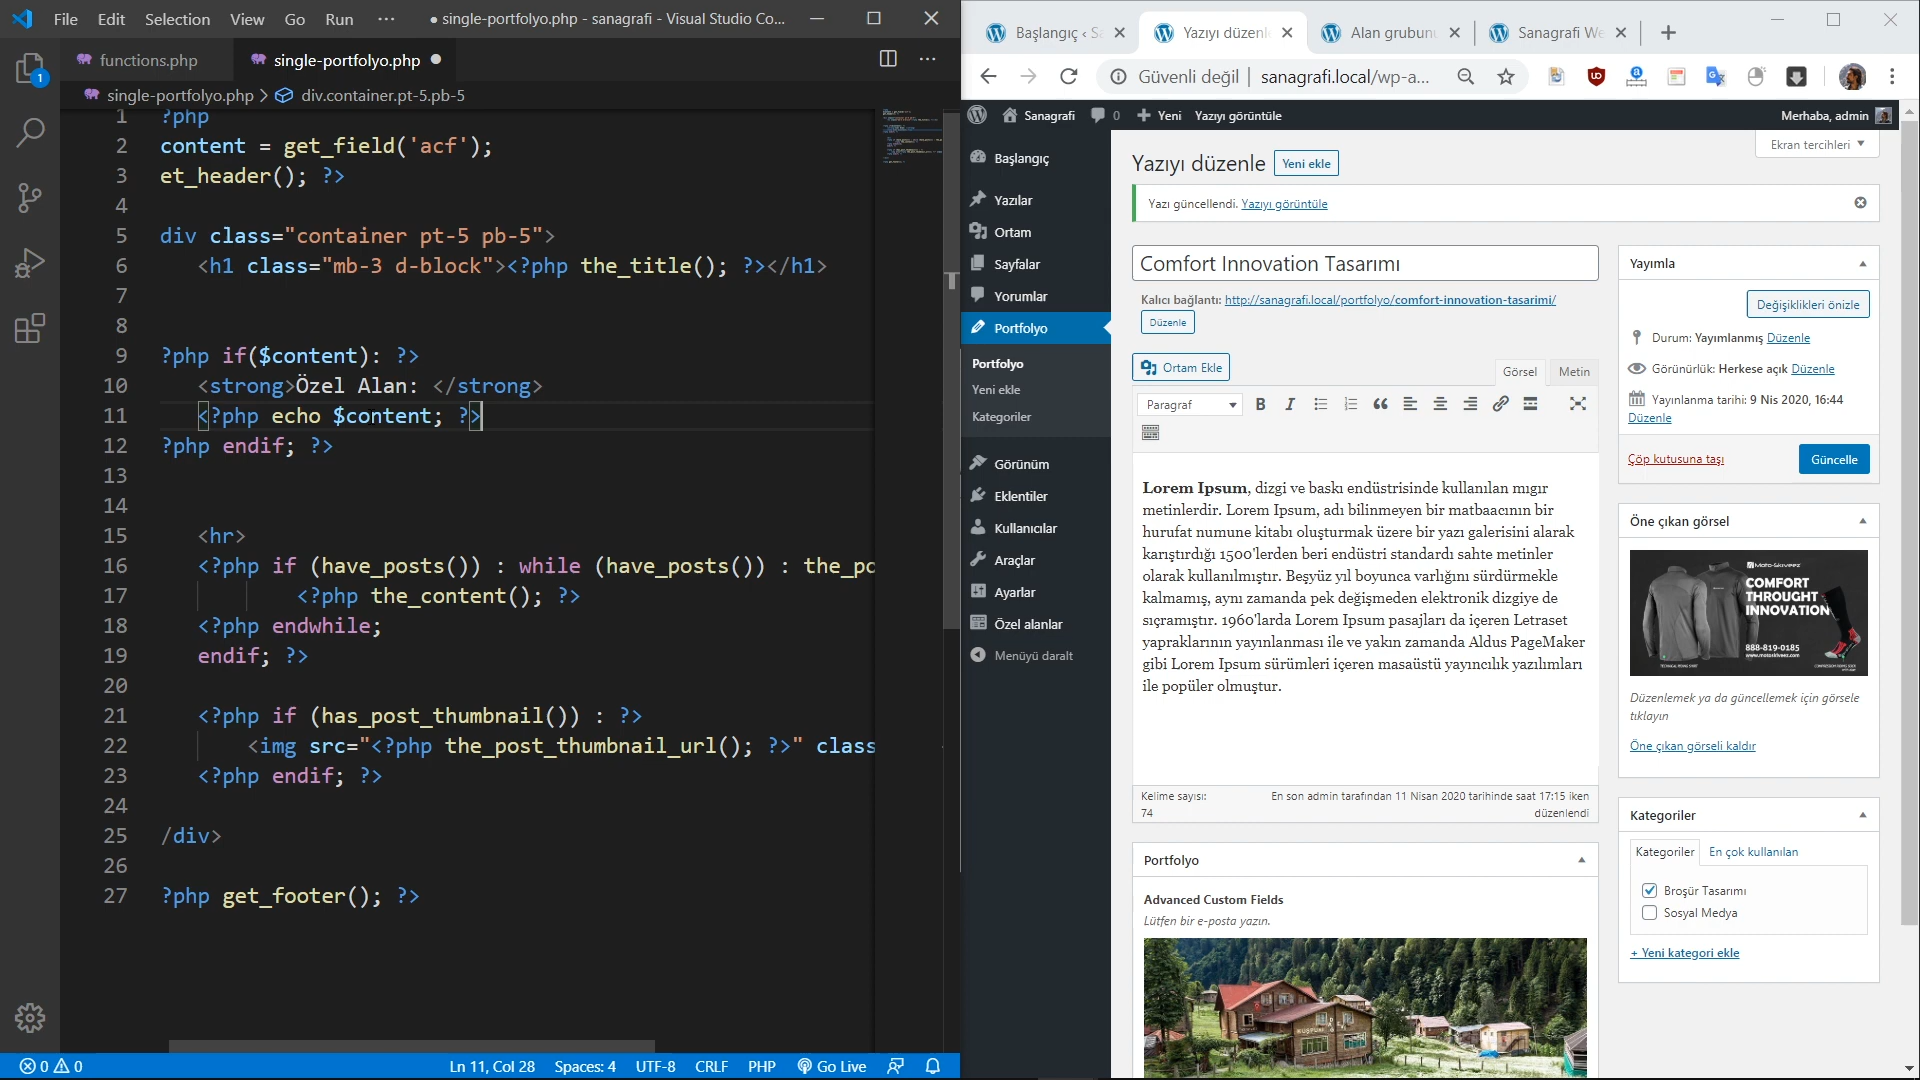 File Edit Selection View Go Run ··· ● single-portfolyo.php - sanagrafi - Visual Studio Co...
functions.php single-portfolyo.php ●
single-portfolyo.php > div.container.pt-5.pb-5
1 ?php
2 content = get_field('acf');
3 et_header(); ?>
4
5 div class="container pt-5 pb-5">
6 <h1 class="mb-3 d-block"><?php the_title(); ?></h1>
7
8
9 ?php if($content): ?>
10 <strong>Özel Alan: </strong>
11 <?php echo $content; ?>
12 ?php endif; ?>
13
14
15 <hr>
16 <?php if (have_posts()) : while (have_posts()) : the_po
17 <?php the_content(); ?>
18 <?php endwhile;
19 endif; ?>
20
21 <?php if (has_post_thumbnail()) : ?>
22 <img src="<?php the_post_thumbnail_url(); ?>" class
23 <?php endif; ?>
24
25 /div>
26
27 ?php get_footer(); ?>
1
0 0 Ln 11, Col 28 Spaces: 4 UTF-8 CRLF PHP Go Live
Başlangıç ‹ Sa Yazıyı düzenle Alan grubunu Sanagrafi We
Güvenli değil | sanagrafi.local/wp-a...
Sanagrafi 0 + Yeni Yazıyı görüntüle Merhaba, admin
Başlangıç
Yazılar
Ortam
Sayfalar
Yorumlar
Portfolyo
Portfolyo
Yeni ekle
Kategoriler
Görünüm
Eklentiler
Kullanıcılar
Araçlar
Ayarlar
Özel alanlar
Menüyü daralt
Ekran tercihleri
Yazıyı düzenle Yeni ekle
Yazı güncellendi. Yazıyı görüntüle
Comfort Innovation Tasarımı
Kalıcı bağlantı: http://sanagrafi.local/portfolyo/comfort-innovation-tasarimi/
Düzenle
Ortam Ekle Görsel Metin
Paragraf
Lorem Ipsum, dizgi ve baskı endüstrisinde kullanılan mıgır
metinlerdir. Lorem Ipsum, adı bilinmeyen bir matbaacının bir
hurufat numune kitabı oluşturmak üzere bir yazı galerisini alarak
karıştırdığı 1500'lerden beri endüstri standardı sahte metinler
olarak kullanılmıştır. Beşyüz yıl boyunca varlığını sürdürmekle
kalmamış, aynı zamanda pek değişmeden elektronik dizgiye de
sıçramıştır. 1960'larda Lorem Ipsum pasajları da içeren Letraset
yapraklarının yayınlanması ile ve yakın zamanda Aldus PageMaker
gibi Lorem Ipsum sürümleri içeren masaüstü yayıncılık yazılımları
ile popüler olmuştur.
Kelime sayısı:
74
En son admin tarafından 11 Nisan 2020 tarihinde saat 17:15 iken
düzenlendi
Portfolyo
Advanced Custom Fields
Lütfen bir e-posta yazın.
Yayımla
Değişiklikleri önizle
Durum: Yayımlanmış Düzenle
Görünürlük: Herkese açık Düzenle
Yayınlanma tarihi: 9 Nis 2020, 16:44
Düzenle
Çöp kutusuna taşı Güncelle
Öne çıkan görsel
Moto-Skiveez
COMFORT
THROUGHT
INNOVATION
888-819-0185
Düzenlemek ya da güncellemek için görsele
tıklayın
Öne çıkan görseli kaldır
Kategoriler
Kategoriler En çok kullanılan
Broşür Tasarımı
Sosyal Medya
+ Yeni kategori ekle